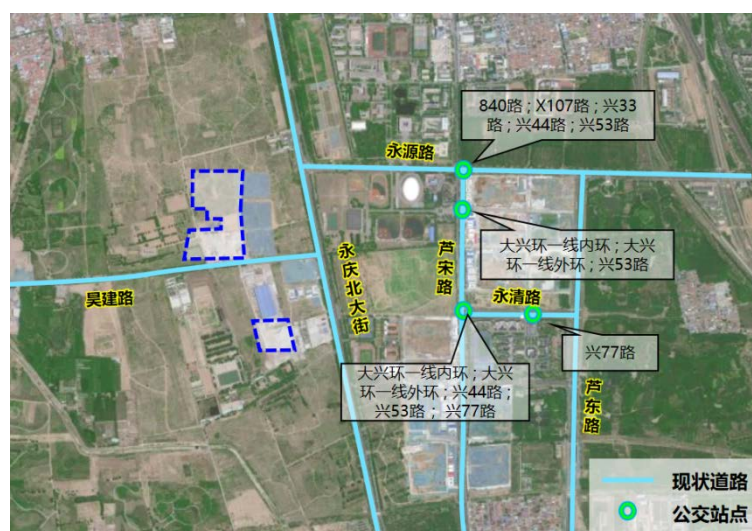 840路；X107路；兴33
路；兴44路；兴53路
永源路
大兴环一线内环；大兴
环一线外环；兴53路
永庆北大街
芦宋路
永清路
昊建路
兴77路
大兴环一线内环；大兴
环一线外环；兴44路；
兴53路；兴77路
芦东路
现状道路
公交站点